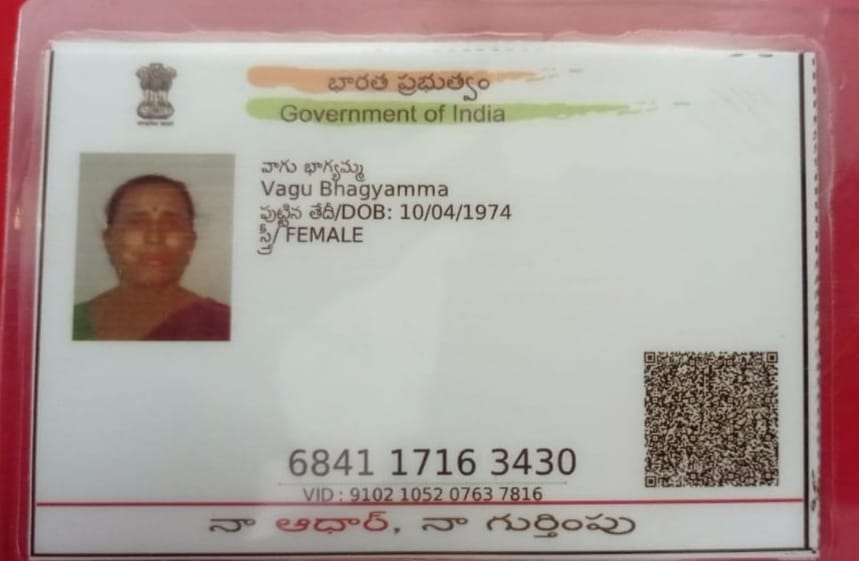 భారత ప్రభుత్వం
Government of India
వాగు భాగ్యమ్మ
Vagu Bhagyamma
పుట్టిన తేదీ/DOB: 10/04/1974
స్త్రీ/ FEMALE
6841 1716 3430
VID : 9102 1052 0763 7816
నా ఆధార్, నా గుర్తింపు